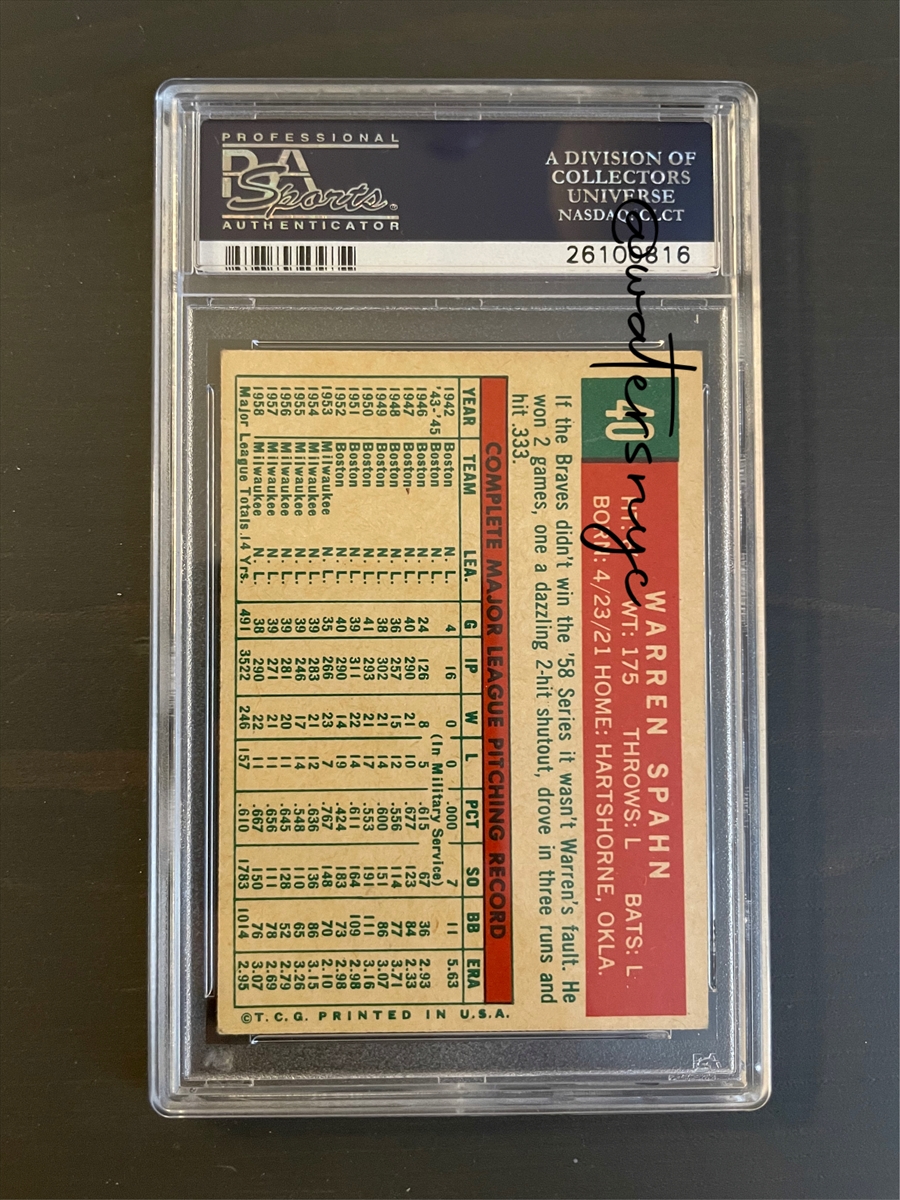 PROFESSIONAL
PSA
Sports
AUTHENTICATOR
A DIVISION OF
COLLECTORS
UNIVERSE
NASDAQ: CLCT
@dwatersnyc
40
WARREN SPAHN
WT: 175 THROWS: L BATS: L
BORN: 4/23/21 HOME: HARTSHORNE, OKLA.
If the Braves didn't win the '58 Series it wasn't Warren's fault. He
won 2 games, one a dazzling 2-hit shutout, drove in three runs and
hit .333.
COMPLETE MAJOR LEAGUE PITCHING RECORD
YEAR TEAM LEA. G IP W L PCT SO BB ERA
1942 Boston N. L. 4 16 0 0 .000 7 11 5.63
'43-'45 Boston (In Military Service)
1946 Boston N. L. 24 126 8 5 .615 67 36 2.93
1947 Boston N. L. 40 290 21 10 .677 123 84 2.33
1948 Boston N. L. 36 257 15 12 .556 114 77 3.71
1949 Boston N. L. 38 302 21 14 .600 151 86 3.07
1950 Boston N. L. 41 293 21 17 .553 191 111 3.16
1951 Boston N. L. 39 311 22 14 .611 164 109 2.98
1952 Boston N. L. 40 290 14 19 .424 183 73 2.98
1953 Milwaukee N. L. 35 266 23 7 .767 148 70 2.10
1954 Milwaukee N. L. 39 283 21 12 .636 136 86 3.15
1955 Milwaukee N. L. 39 246 17 14 .548 110 65 3.26
1956 Milwaukee N. L. 39 281 20 11 .645 128 52 2.79
1957 Milwaukee N. L. 39 271 21 11 .656 111 78 2.69
1958 Milwaukee N. L. 38 290 22 11 .667 150 76 3.07
Major League Totals 14 Yrs. 491 3522 246 157 .610 1783 1014 2.95
©T.C.G. PRINTED IN U.S.A.